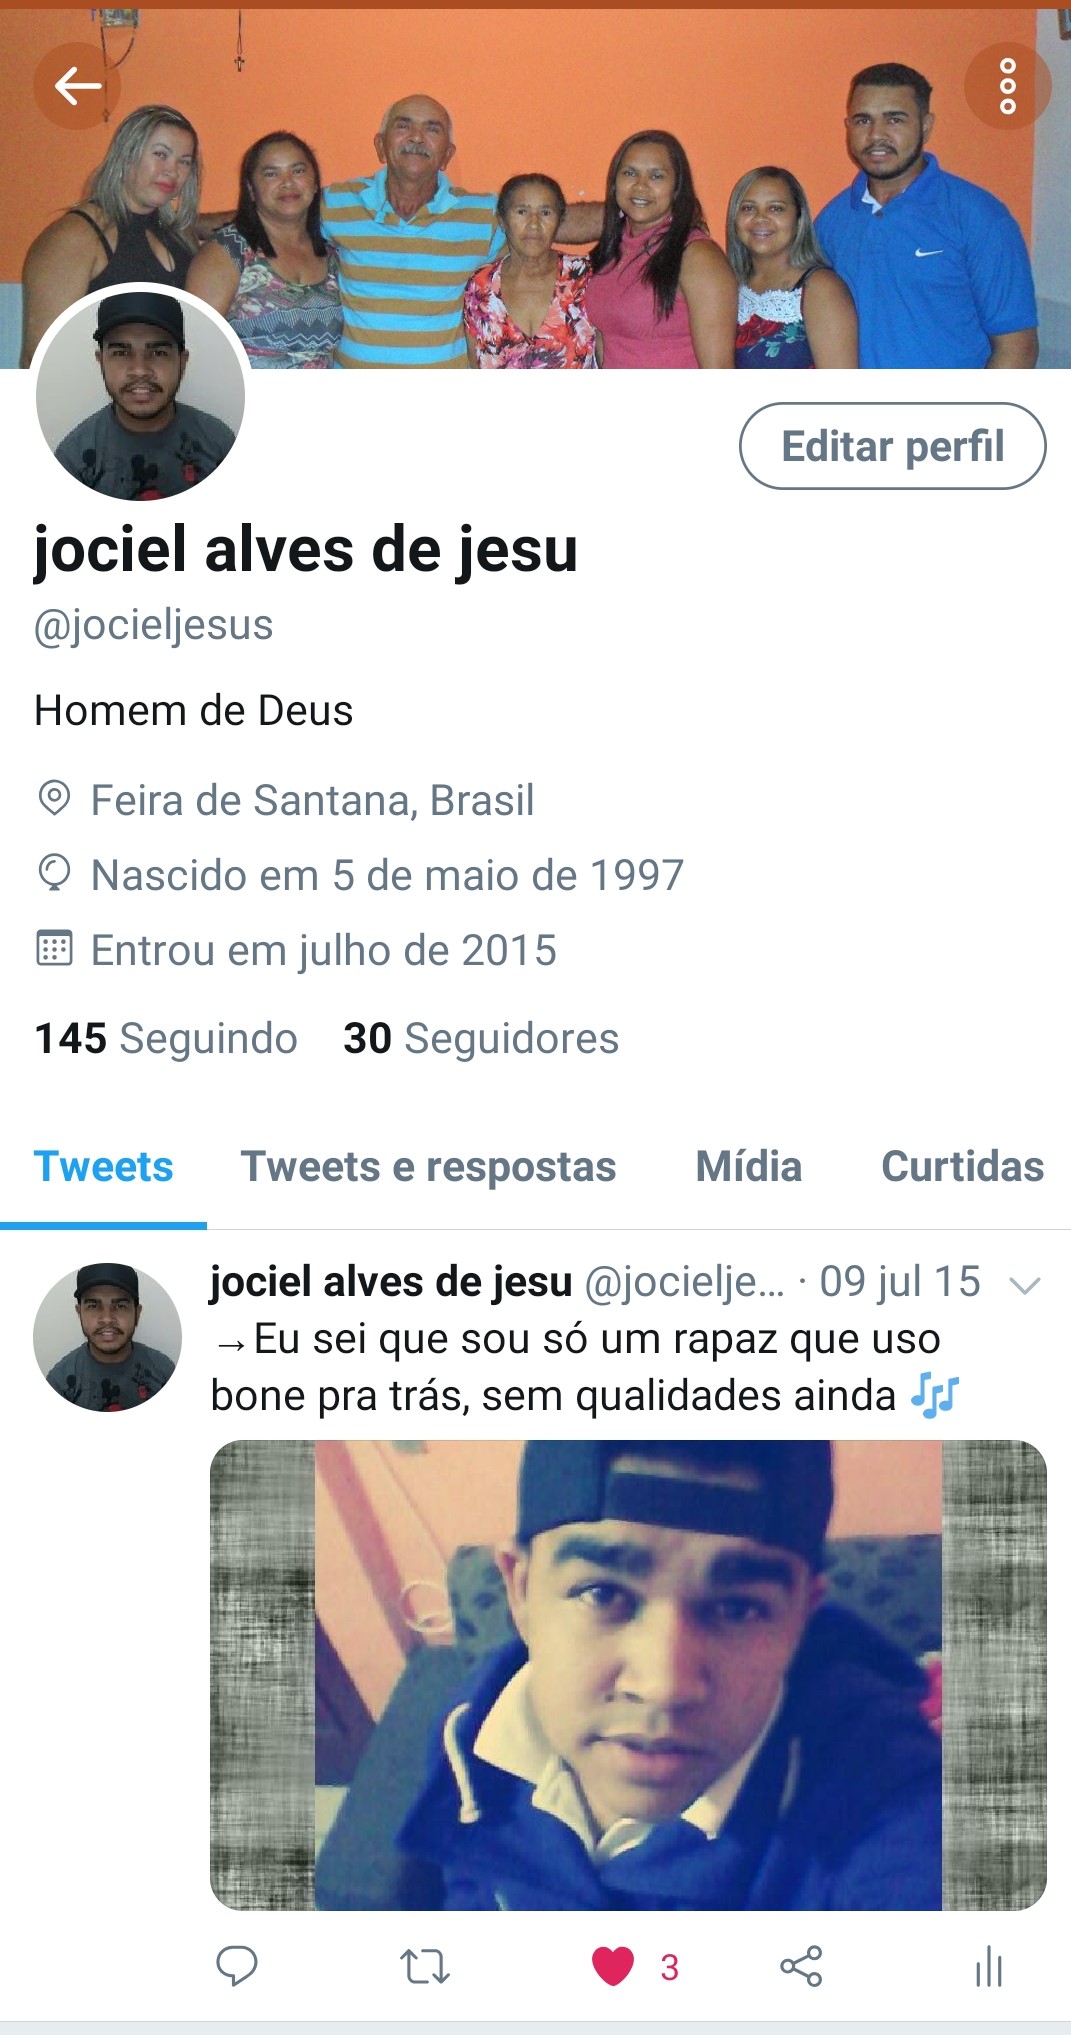 Editar perfil
jociel alves de jesu
@jocieljesus
Homem de Deus
Feira de Santana, Brasil
Nascido em 5 de maio de 1997
Entrou em julho de 2015
145 Seguindo 30 Seguidores
Tweets Tweets e respostas Mídia Curtidas
jociel alves de jesu @jocielje... · 09 jul 15
→Eu sei que sou só um rapaz que uso
bone pra trás, sem qualidades ainda 🎶
3